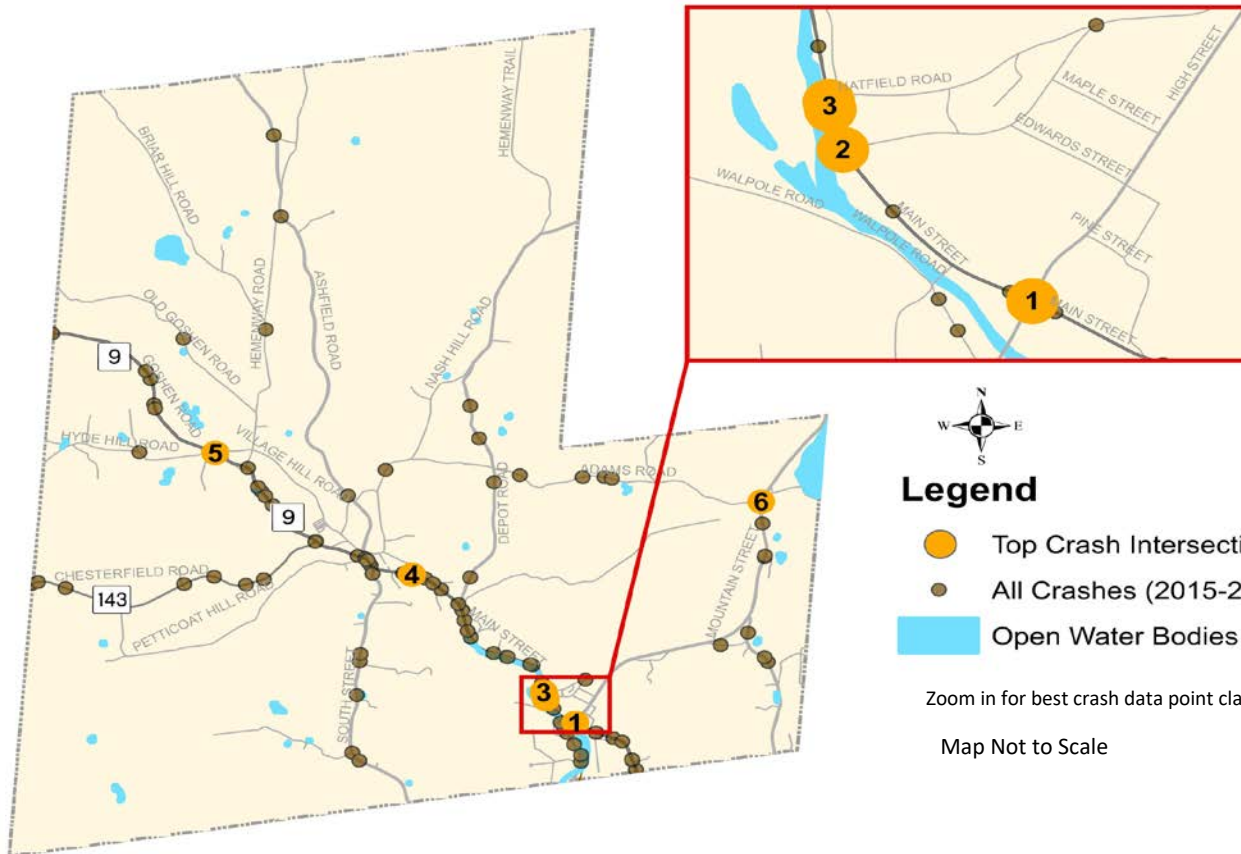 HEMENWAY TRAIL
BRIAR HILL ROAD
ASHFIELD ROAD
HEMENWAY ROAD
OLD GOSHEN ROAD
NASH HILL ROAD
9
GOSHEN ROAD
HYDE HILL ROAD
5
VILLAGE HILL ROAD
9
DEPOT ROAD
ADAMS ROAD
6
CHESTERFIELD ROAD
143
4
PETTICOAT HILL ROAD
MAIN STREET
MOUNTAIN STREET
SOUTH STREET
3
1
HATFIELD ROAD
MAPLE STREET
HIGH STREET
3
EDWARDS STREET
2
WALPOLE ROAD
MAIN STREET
WALPOLE ROAD
PINE STREET
1
MAIN STREET
N
W E
S
Legend
Top Crash Intersecti
All Crashes (2015-2
Open Water Bodies
Zoom in for best crash data point cla
Map Not to Scale